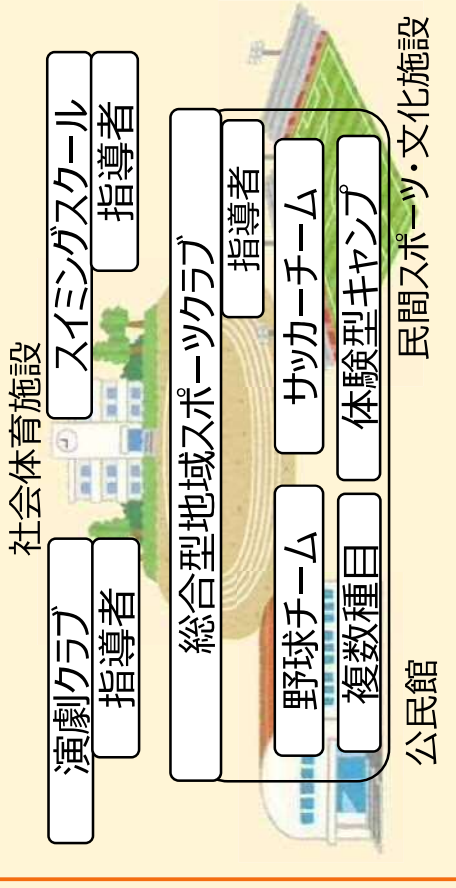 社会体育施設
演劇クラブ
指導者
スイミングスクール
指導者
総合型地域スポーツクラブ
指導者
野球チーム
サッカーチーム
複数種目
体験型キャンプ
公民館
民間スポーツ・文化施設